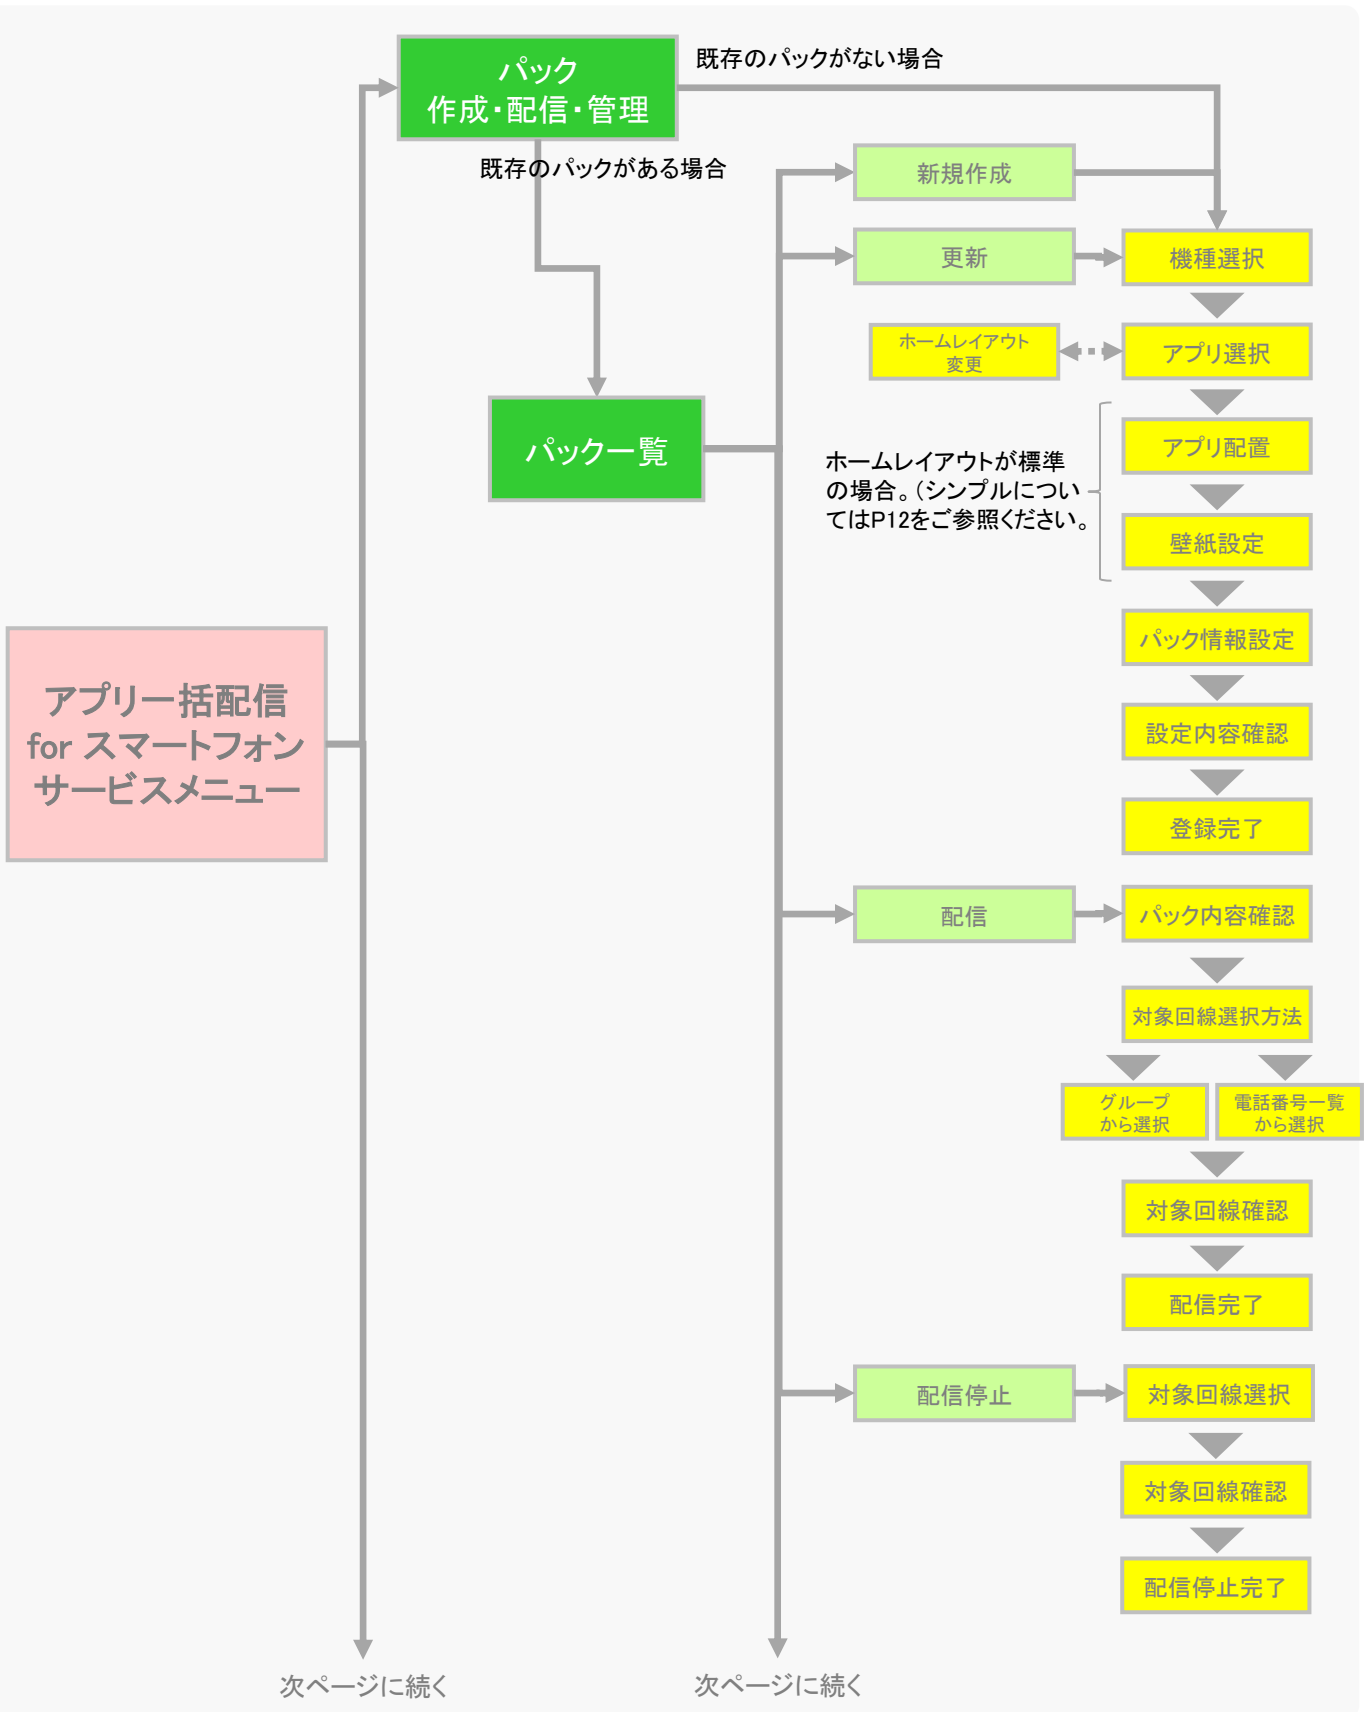 パック
作成・配信・管理
既存のパックがない場合
既存のパックがある場合
新規作成
更新
機種選択
ホームレイアウト
変更
アプリ選択
パック一覧
アプリ配置
ホームレイアウトが標準
の場合。（シンプルについ
てはP12をご参照ください。
壁紙設定
パック情報設定
アプリ一括配信
for スマートフォン
サービスメニュー
設定内容確認
登録完了
配信
パック内容確認
対象回線選択方法
グループ
から選択
電話番号一覧
から選択
対象回線確認
配信完了
配信停止
対象回線選択
対象回線確認
配信停止完了
次ページに続く
次ページに続く